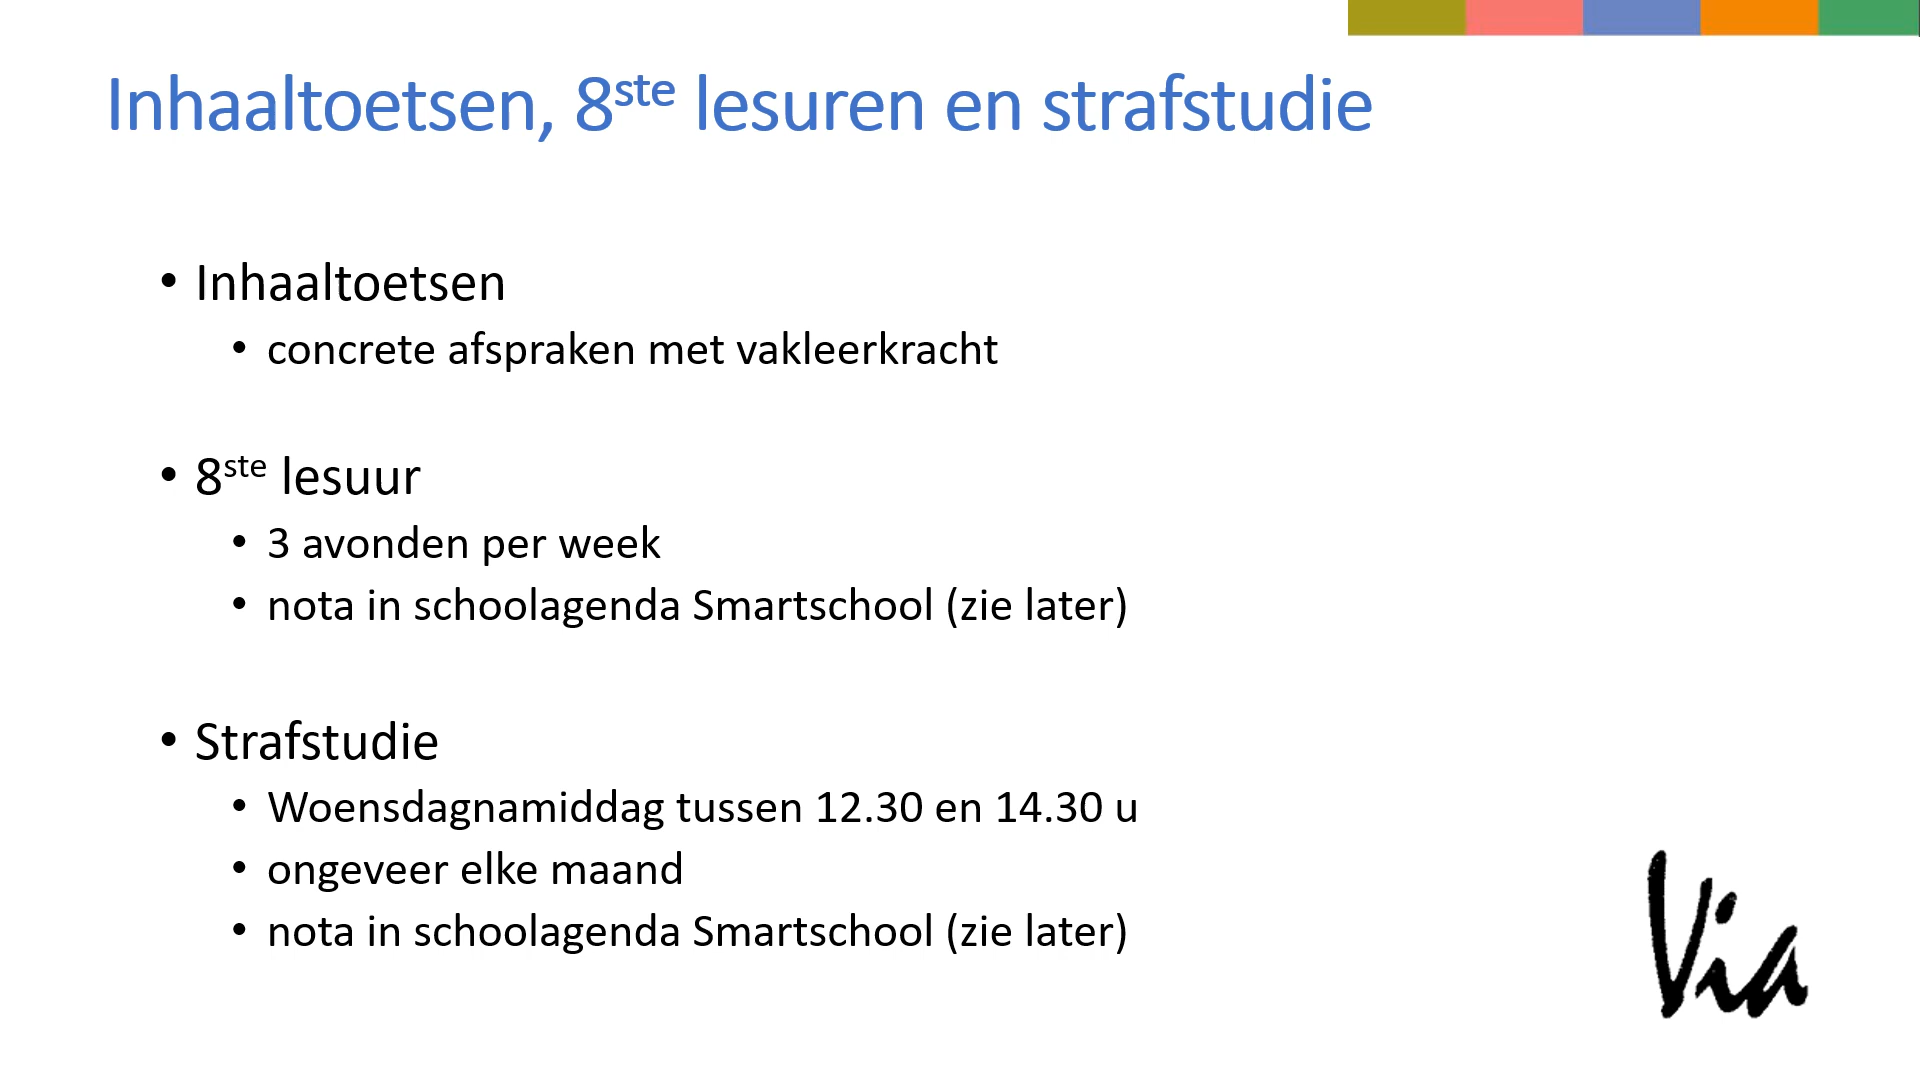 Inhaaltoetsen, 8ste lesuren en strafstudie
• Inhaaltoetsen
• concrete afspraken met vakleerkracht
• 8ste lesuur
• 3 avonden per week
• nota in schoolagenda Smartschool (zie later)
• Strafstudie
• Woensdagnamiddag tussen 12.30 en 14.30 u
• ongeveer elke maand
• nota in schoolagenda Smartschool (zie later)
Via